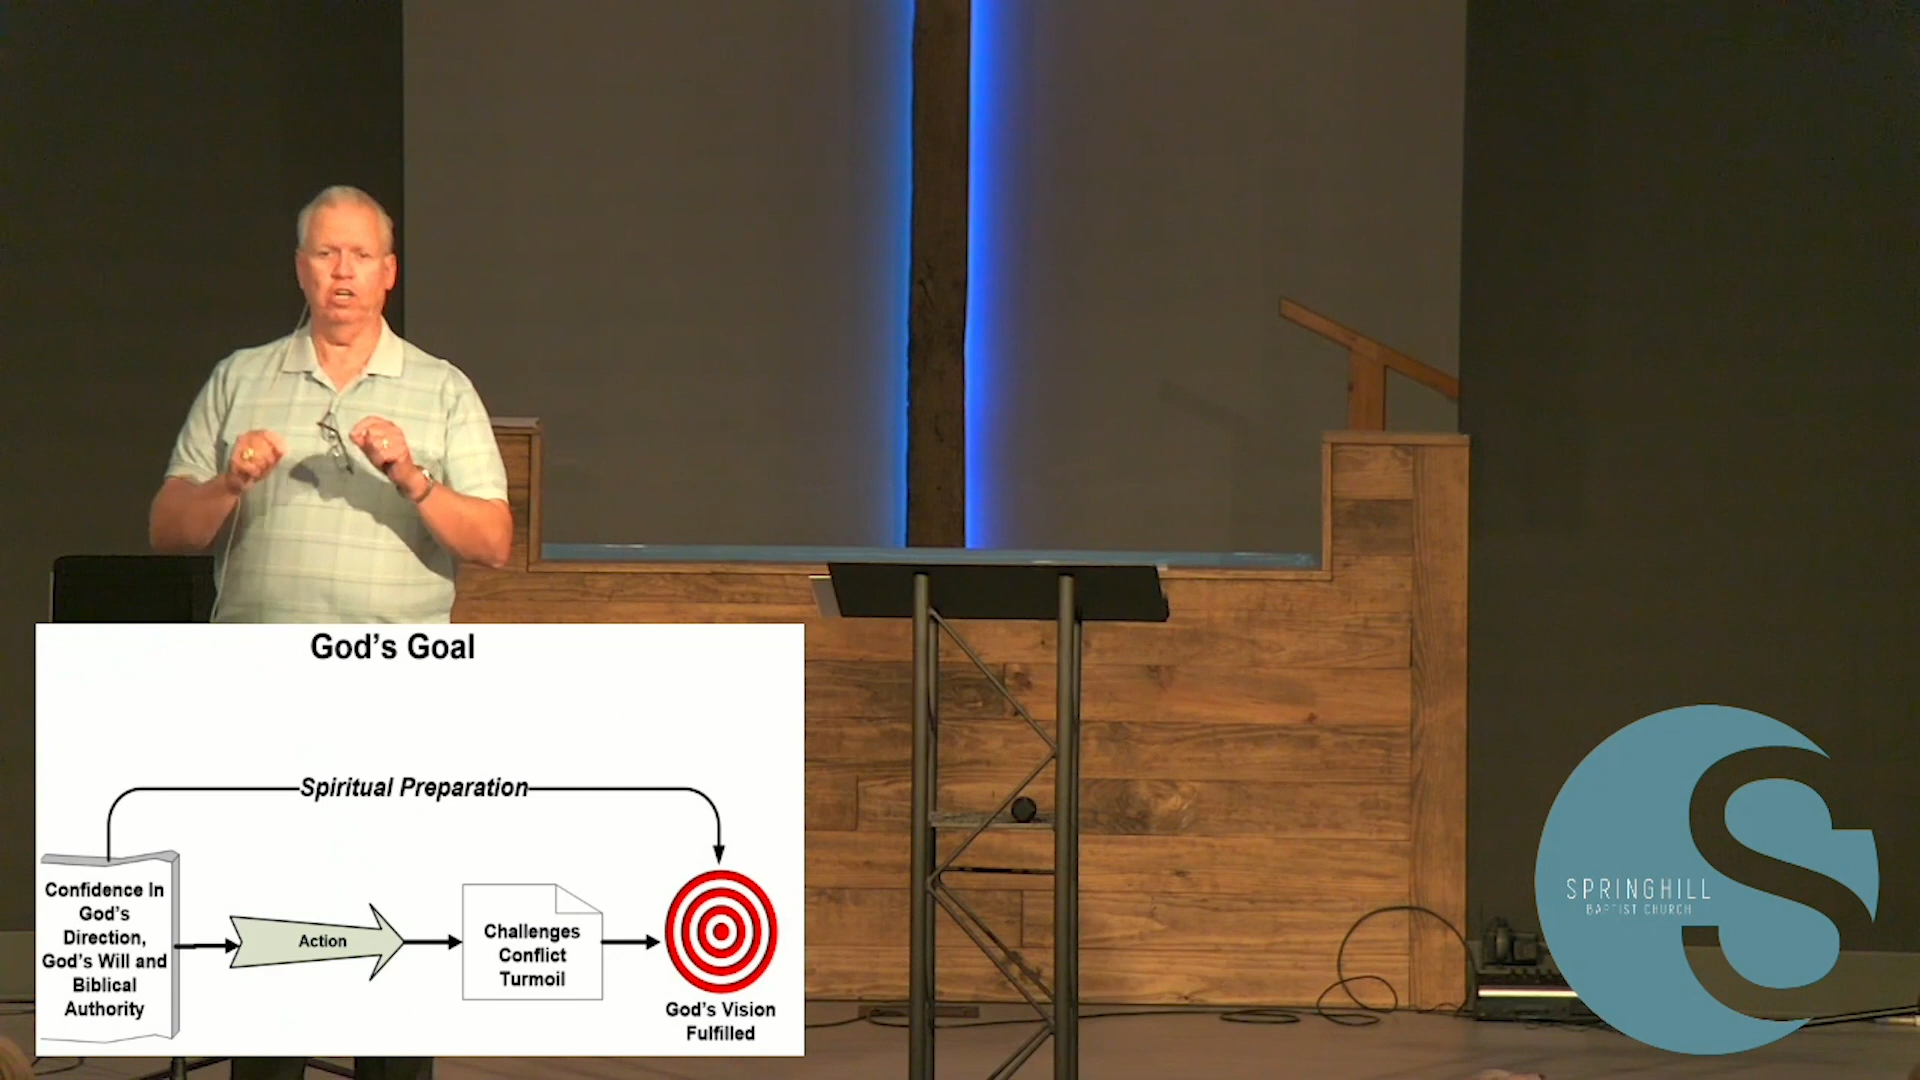 God's Goal
Spiritual Preparation
Confidence In
God's
Direction,
God's Will and
Biblical
Authority
Action
Challenges
Conflict
Turmoil
God's Vision
Fulfilled
SPRINGHILL
BAPTIST CHURCH